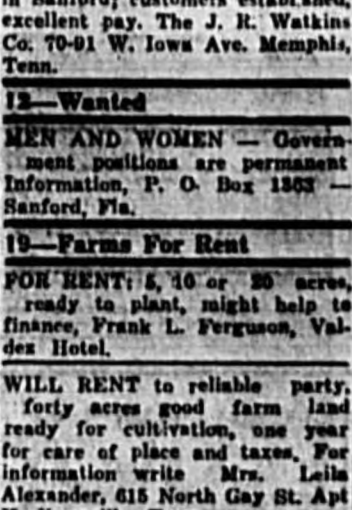 in Sanford; customers established,
excellent pay. The J. R. Watkins
Co. 70-91 W. Iowa Ave. Memphis,
Tenn.
12—Wanted
MEN AND WOMEN — Govern-
ment positions are permanent
Information, P. O. Box 1363 —
Sanford, Fla.
19—Farms For Rent
FOR RENT: 5, 10 or 20 acres,
ready to plant, might help to
finance, Frank L. Ferguson, Val-
dez Hotel.
WILL RENT to reliable party,
forty acres good farm land
ready for cultivation, one year
for care of place and taxes. For
information write Mrs. Leila
Alexander, 615 North Gay St. Apt